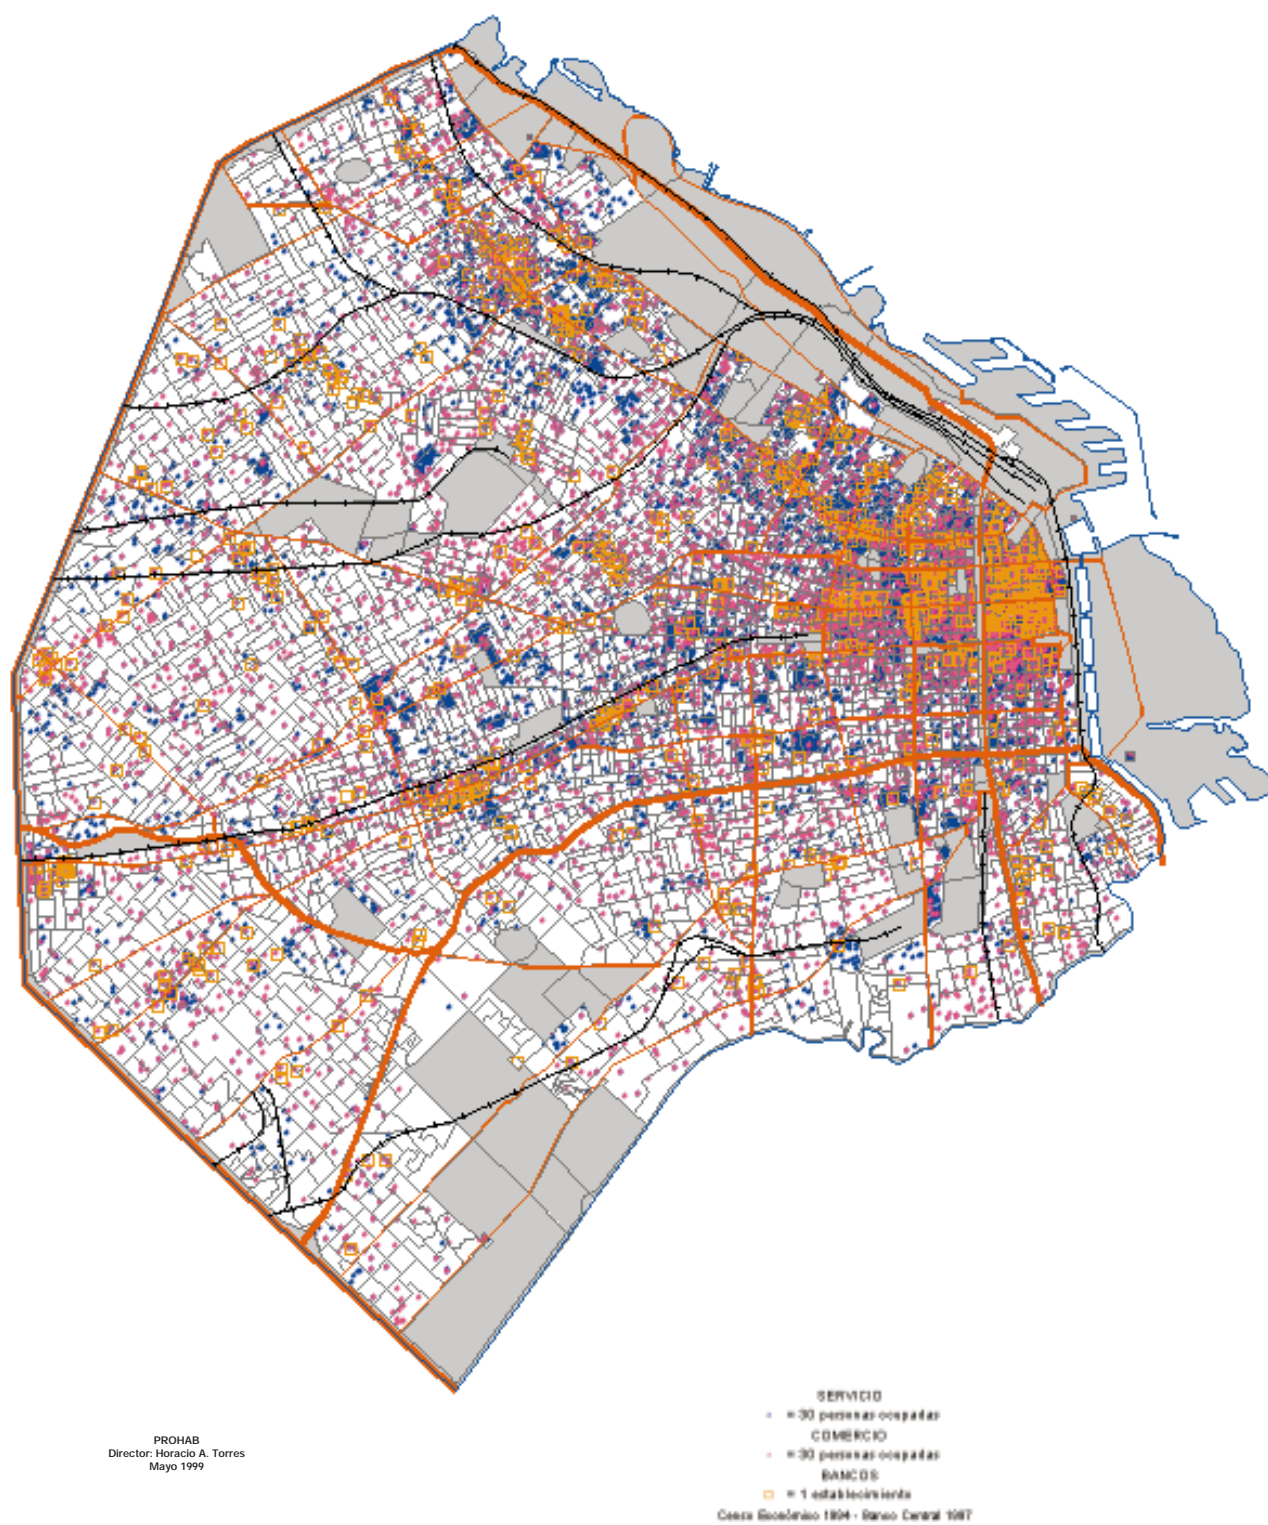 PROHAB
Director: Horacio A. Torres
Mayo 1999
SERVICIO
= 30 personas ocupadas
COMERCIO
= 30 personas ocupadas
BANCOS
= 1 establecimiento
Censo Económico 1994 - Banco Central 1997